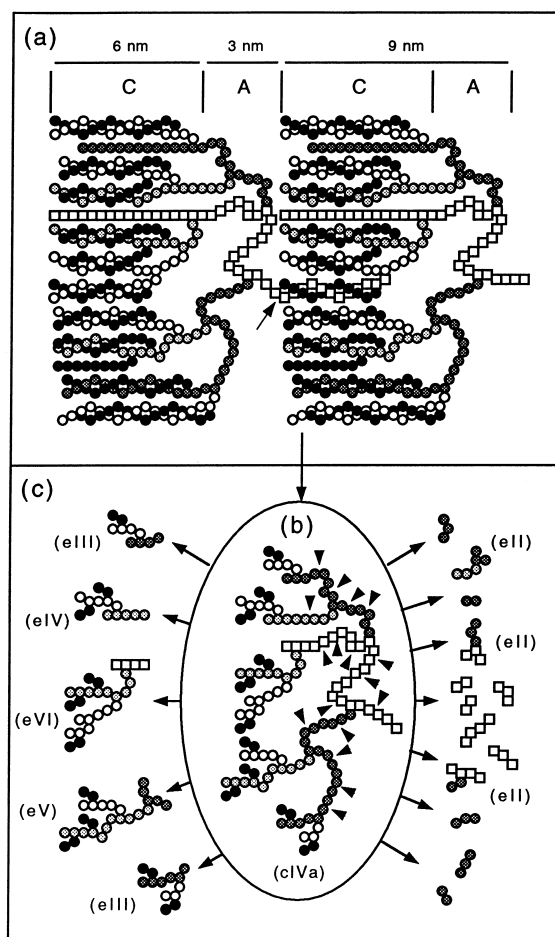 (a)
6 nm 3 nm 9 nm
C A C A
(c)
(b)
(eIII)
(eII)
(eIV)
(eII)
(eVI)
(eII)
(eV)
(cIVa)
(eIII)